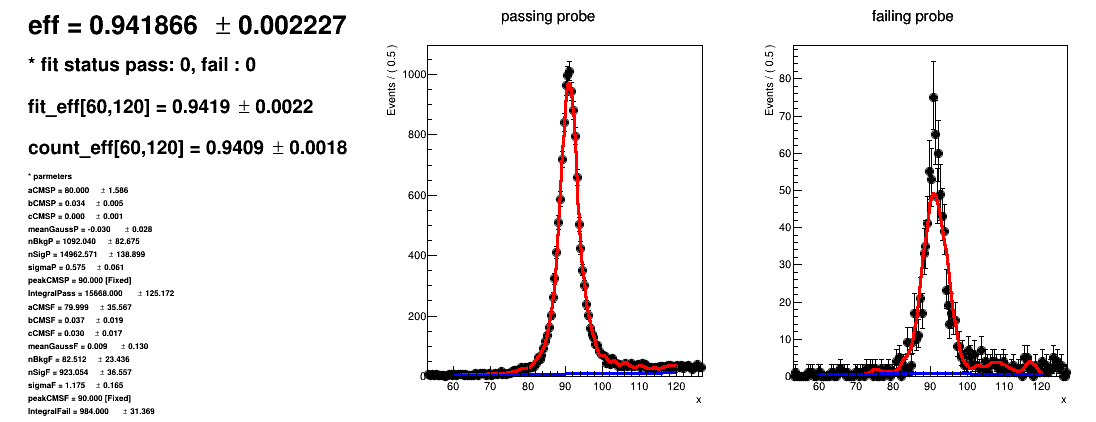 eff = 0.941866 ± 0.002227
* fit status pass: 0, fail : 0
fit_eff[60,120] = 0.9419 ± 0.0022
count_eff[60,120] = 0.9409 ± 0.0018
* parmeters
aCMSP = 80.000 ± 1.586
bCMSP = 0.034 ± 0.005
cCMSP = 0.000 ± 0.001
meanGaussP = -0.030 ± 0.028
nBkgP = 1092.040 ± 82.675
nSigP = 14962.571 ± 138.899
sigmaP = 0.575 ± 0.061
peakCMSP = 90.000 [Fixed]
IntegralPass = 15668.000 ± 125.172
aCMSF = 79.999 ± 35.567
bCMSF = 0.037 ± 0.019
cCMSF = 0.030 ± 0.017
meanGaussF = 0.009 ± 0.130
nBkgF = 82.512 ± 23.436
nSigF = 923.054 ± 36.557
sigmaF = 1.175 ± 0.165
peakCMSF = 90.000 [Fixed]
IntegralFail = 984.000 ± 31.369
passing probe
Events / ( 0.5 )
1000
800
600
400
200
0
60 70 80 90 100 110 120
x
failing probe
Events / ( 0.5 )
80
70
60
50
40
30
20
10
0
60 70 80 90 100 110 120
x